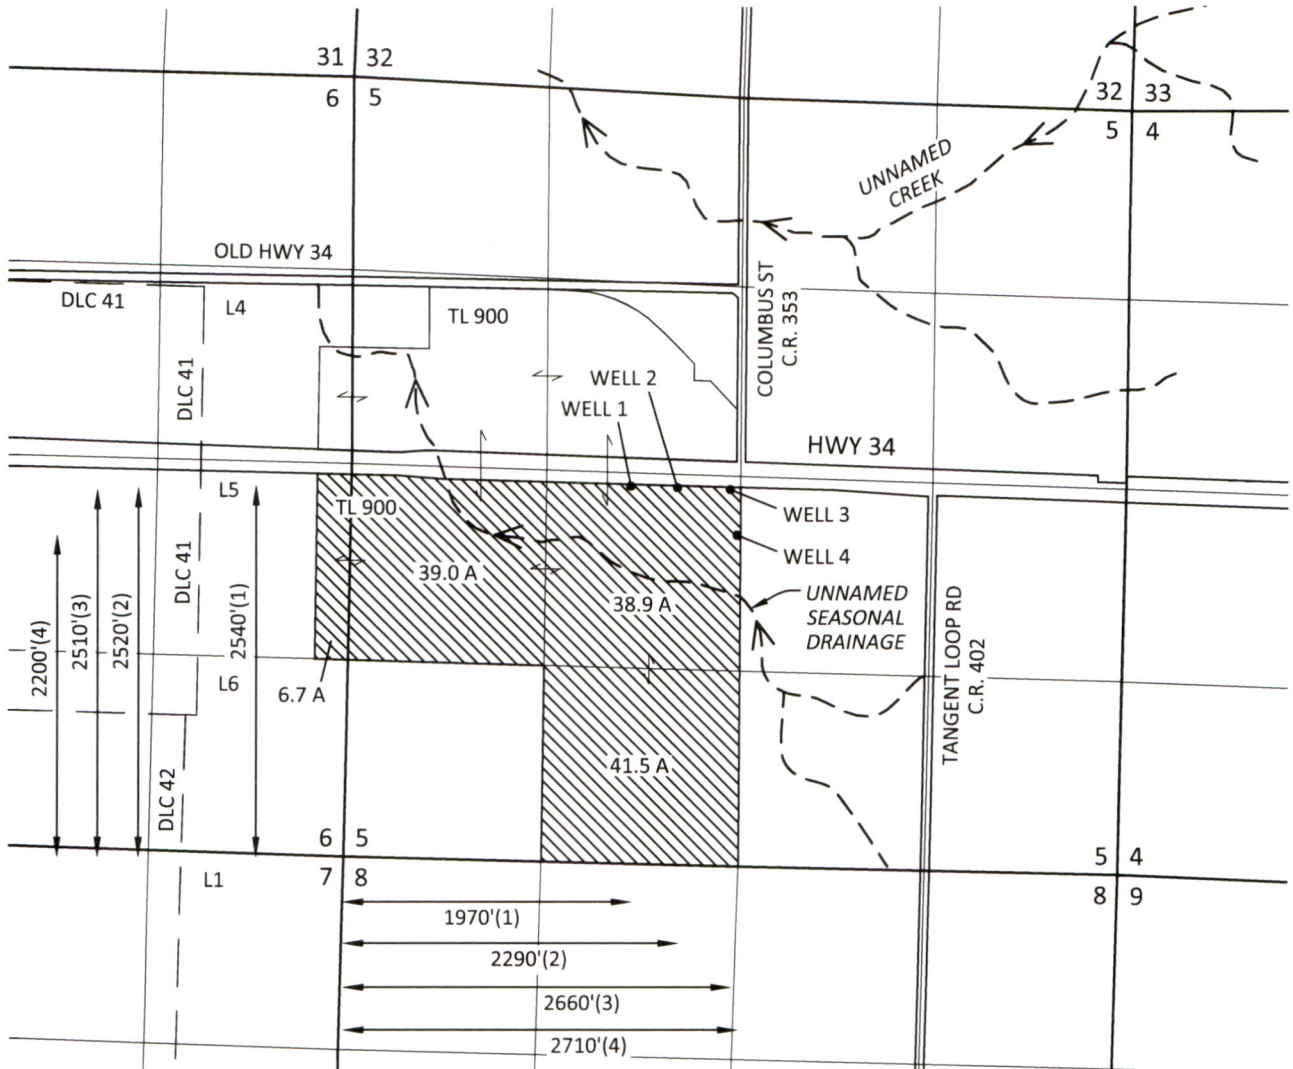 31 32
6 5
32 33
5 4
UNNAMED
CREEK
OLD HWY 34
DLC 41
L4
TL 900
COLUMBUS ST
C.R. 353
DLC 41
WELL 2
WELL 1
HWY 34
L5
TL 900
WELL 3
WELL 4
39.0 A
38.9 A
UNNAMED
SEASONAL
DRAINAGE
DLC 41
2200'(4)
2510'(3)
2520'(2)
2540'(1)
TANGENT LOOP RD
C.R. 402
L6
6.7 A
41.5 A
DLC 42
6 5
7 8
L1
5 4
8 9
1970'(1)
2290'(2)
2660'(3)
2710'(4)